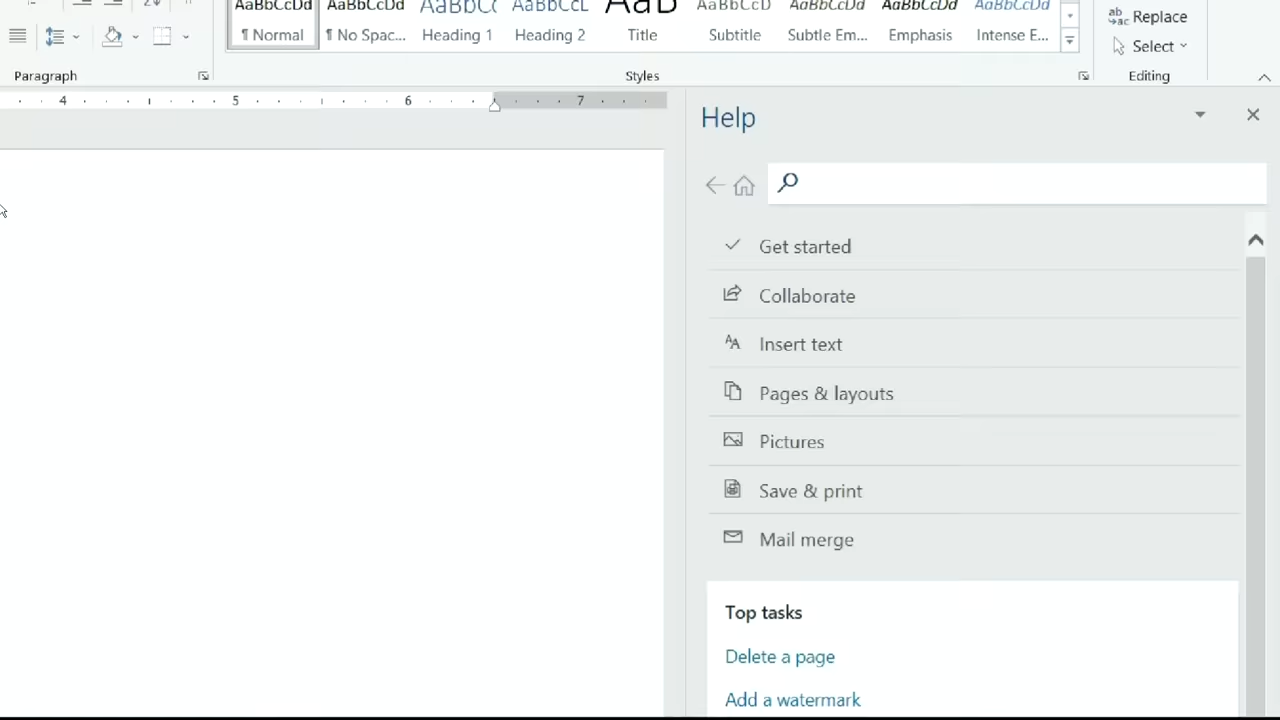 AaBbCcDd AaBbCcDd AaBbC( AaBbCcL AaB AaBbCcD AaBbCcDd AaBbCcDd AaBbCcDd
¶ Normal ¶ No Spac... Heading 1 Heading 2 Title Subtitle Subtle Em... Emphasis Intense E...
Replace
Select
Paragraph Styles Editing
4 5 6 7
Help
Get started
Collaborate
Insert text
Pages & layouts
Pictures
Save & print
Mail merge
Top tasks
Delete a page
Add a watermark